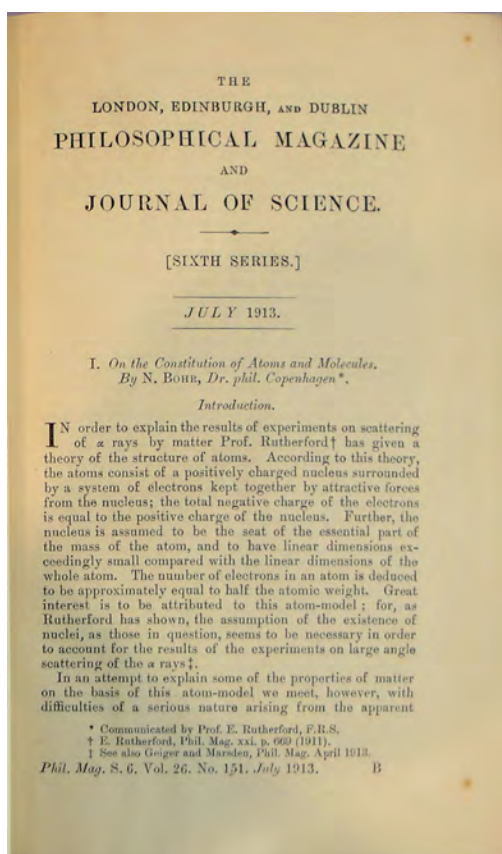 THE
LONDON, EDINBURGH, AND DUBLIN
PHILOSOPHICAL MAGAZINE
AND
JOURNAL OF SCIENCE.
[SIXTH SERIES.]
JULY 1913.
I. On the Constitution of Atoms and Molecules.
By N. BOHR, Dr. phil. Copenhagen*.
Introduction.
IN order to explain the results of experiments on scattering
of α rays by matter Prof. Rutherford† has given a
theory of the structure of atoms. According to this theory,
the atoms consist of a positively charged nucleus surrounded
by a system of electrons kept together by attractive forces
from the nucleus; the total negative charge of the electrons
is equal to the positive charge of the nucleus. Further, the
nucleus is assumed to be the seat of the essential part of
the mass of the atom, and to have linear dimensions ex-
ceedingly small compared with the linear dimensions of the
whole atom. The number of electrons in an atom is deduced
to be approximately equal to half the atomic weight. Great
interest is to be attributed to this atom-model; for, as
Rutherford has shown, the assumption of the existence of
nuclei, as those in question, seems to be necessary in order
to account for the results of the experiments on large angle
scattering of the α rays‡.
In an attempt to explain some of the properties of matter
on the basis of this atom-model we meet, however, with
difficulties of a serious nature arising from the apparent
* Communicated by Prof. E. Rutherford, F.R.S.
† E. Rutherford, Phil. Mag. xxi. p. 669 (1911).
‡ See also Geiger and Marsden, Phil. Mag. April 1913.
Phil. Mag. S. 6. Vol. 26. No. 151. July 1913. B